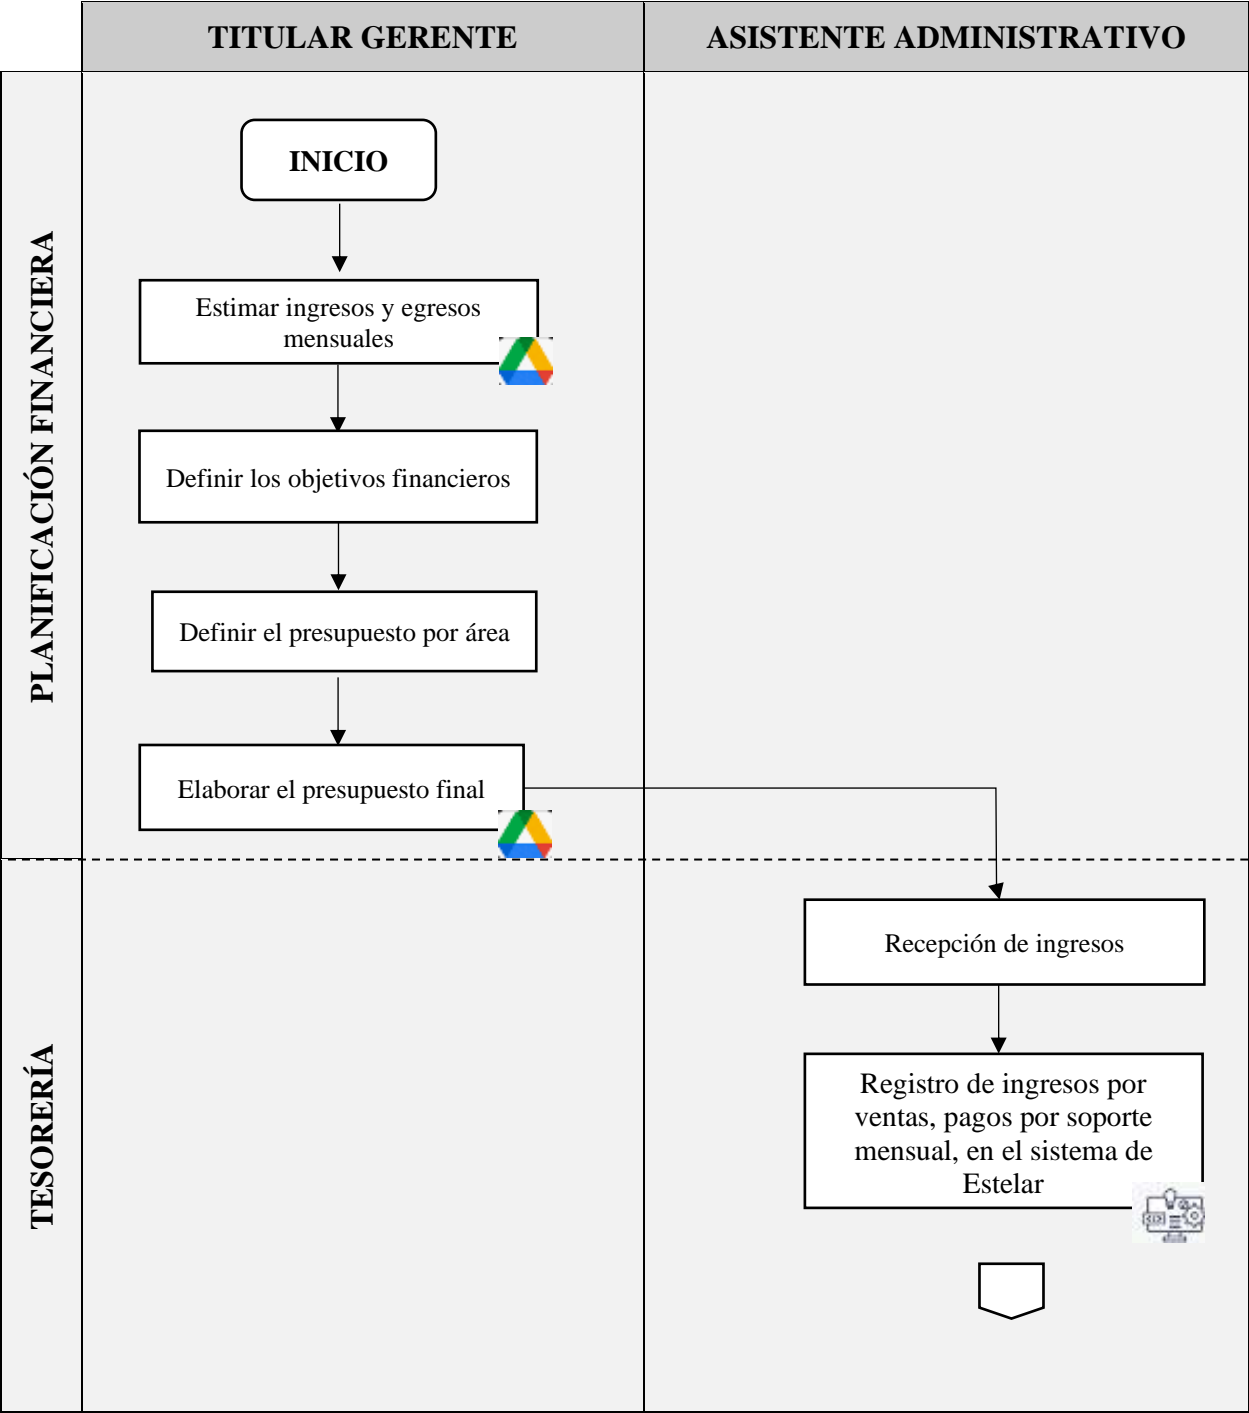 TITULAR GERENTE
ASISTENTE ADMINISTRATIVO
PLANIFICACIÓN FINANCIERA
INICIO
Estimar ingresos y egresos
mensuales
Definir los objetivos financieros
Definir el presupuesto por área
Elaborar el presupuesto final
TESORERÍA
Recepción de ingresos
Registro de ingresos por
ventas, pagos por soporte
mensual, en el sistema de
Estelar